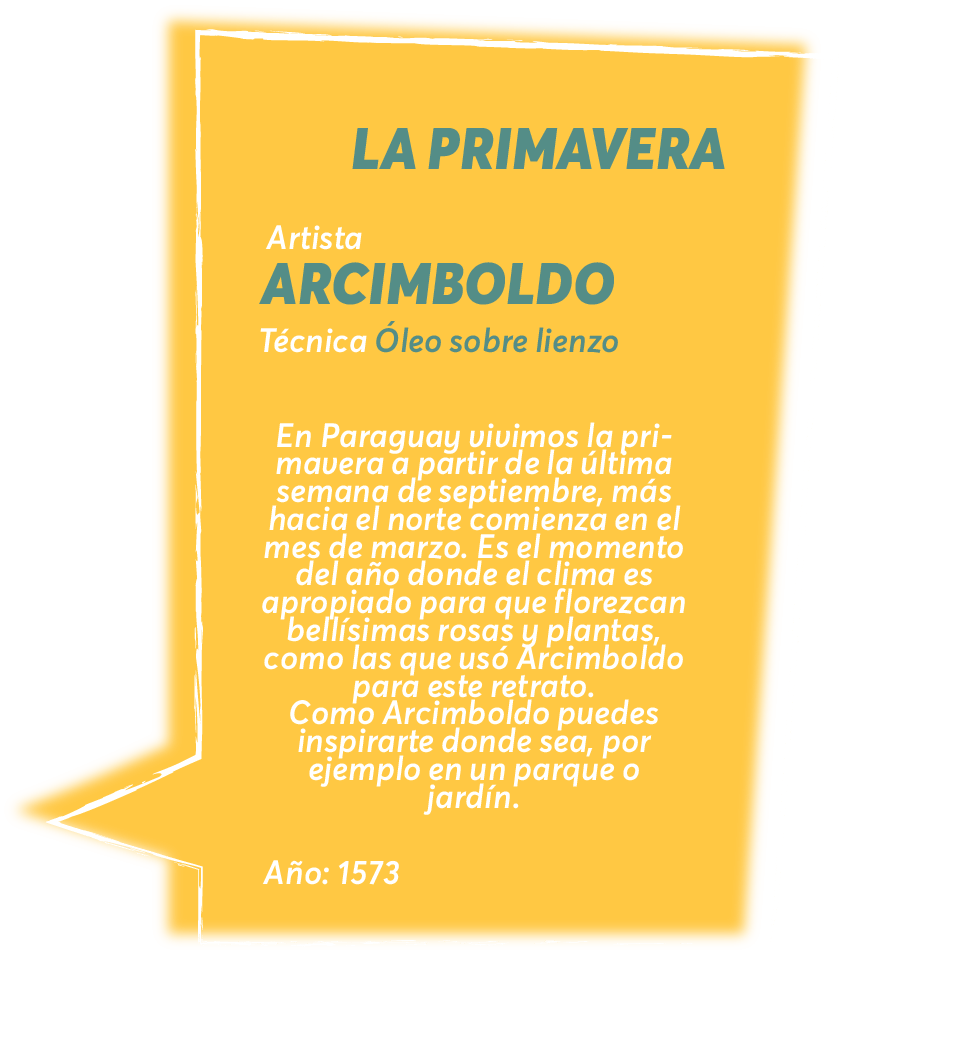 LA PRIMAVERA
Artista
ARCIMBOLDO
Técnica Óleo sobre lienzo
En Paraguay vivimos la pri-
mavera a partir de la última
semana de septiembre, más
hacia el norte comienza en el
mes de marzo. Es el momento
del año donde el clima es
apropiado para que florezcan
bellísimas rosas y plantas,
como las que usó Arcimboldo
para este retrato.
Como Arcimboldo puedes
inspirarte donde sea, por
ejemplo en un parque o
jardín.
Año: 1573